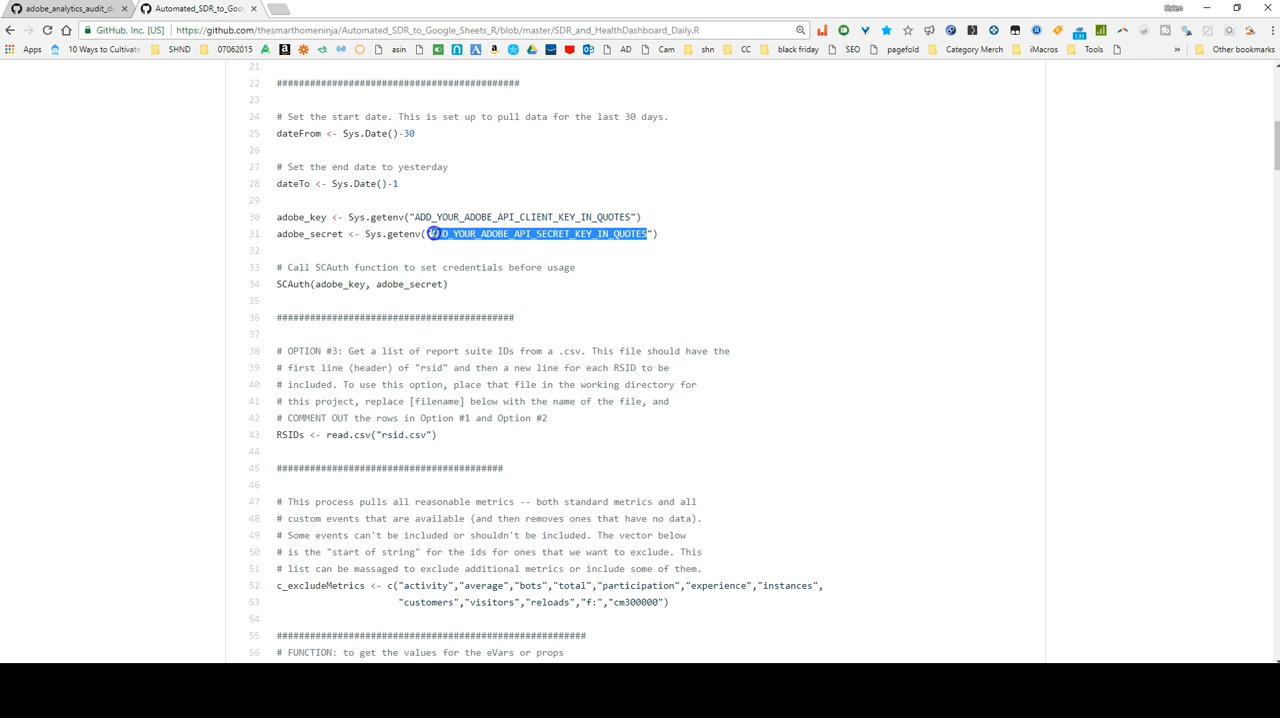 adobe_analytics_audit_do
Automated_SDR_to_Goog
Kolen
GitHub, Inc. [US]
https://github.com/thesmarthomeninja/Automated_SDR_to_Google_Sheets_R/blob/master/SDR_and_HealthDashboard_Daily.R
1.31
Apps
10 Ways to Cultivate
SHND
07062015
asin
AD
Cam
shn
CC
black friday
SEO
pagefold
Category Merch
iMacros
Tools
»
Other bookmarks
21
22 ###########################################
23
24 # Set the start date. This is set up to pull data for the last 30 days.
25 dateFrom <- Sys.Date()-30
26
27 # Set the end date to yesterday
28 dateTo <- Sys.Date()-1
29
30 adobe_key <- Sys.getenv("ADD_YOUR_ADOBE_API_CLIENT_KEY_IN_QUOTES")
31 adobe_secret <- Sys.getenv("ADD_YOUR_ADOBE_API_SECRET_KEY_IN_QUOTES")
32
33 # Call SCAuth function to set credentials before usage
34 SCAuth(adobe_key, adobe_secret)
35
36 ##########################################
37
38 # OPTION #3: Get a list of report suite IDs from a .csv. This file should have the
39 # first line (header) of "rsid" and then a new line for each RSID to be
40 # included. To use this option, place that file in the working directory for
41 # this project, replace [filename] below with the name of the file, and
42 # COMMENT OUT the rows in Option #1 and Option #2
43 RSIDs <- read.csv("rsid.csv")
44
45 ########################################
46
47 # This process pulls all reasonable metrics -- both standard metrics and all
48 # custom events that are available (and then removes ones that have no data).
49 # Some events can't be included or shouldn't be included. The vector below
50 # is the "start of string" for the ids for ones that we want to exclude. This
51 # list can be massaged to exclude additional metrics or include some of them.
52 c_excludeMetrics <- c("activity","average","bots","total","participation","experience","instances",
53 "customers","visitors","reloads","f:","cm300000")
54
55 #######################################################
56 # FUNCTION: to get the values for the eVars or props